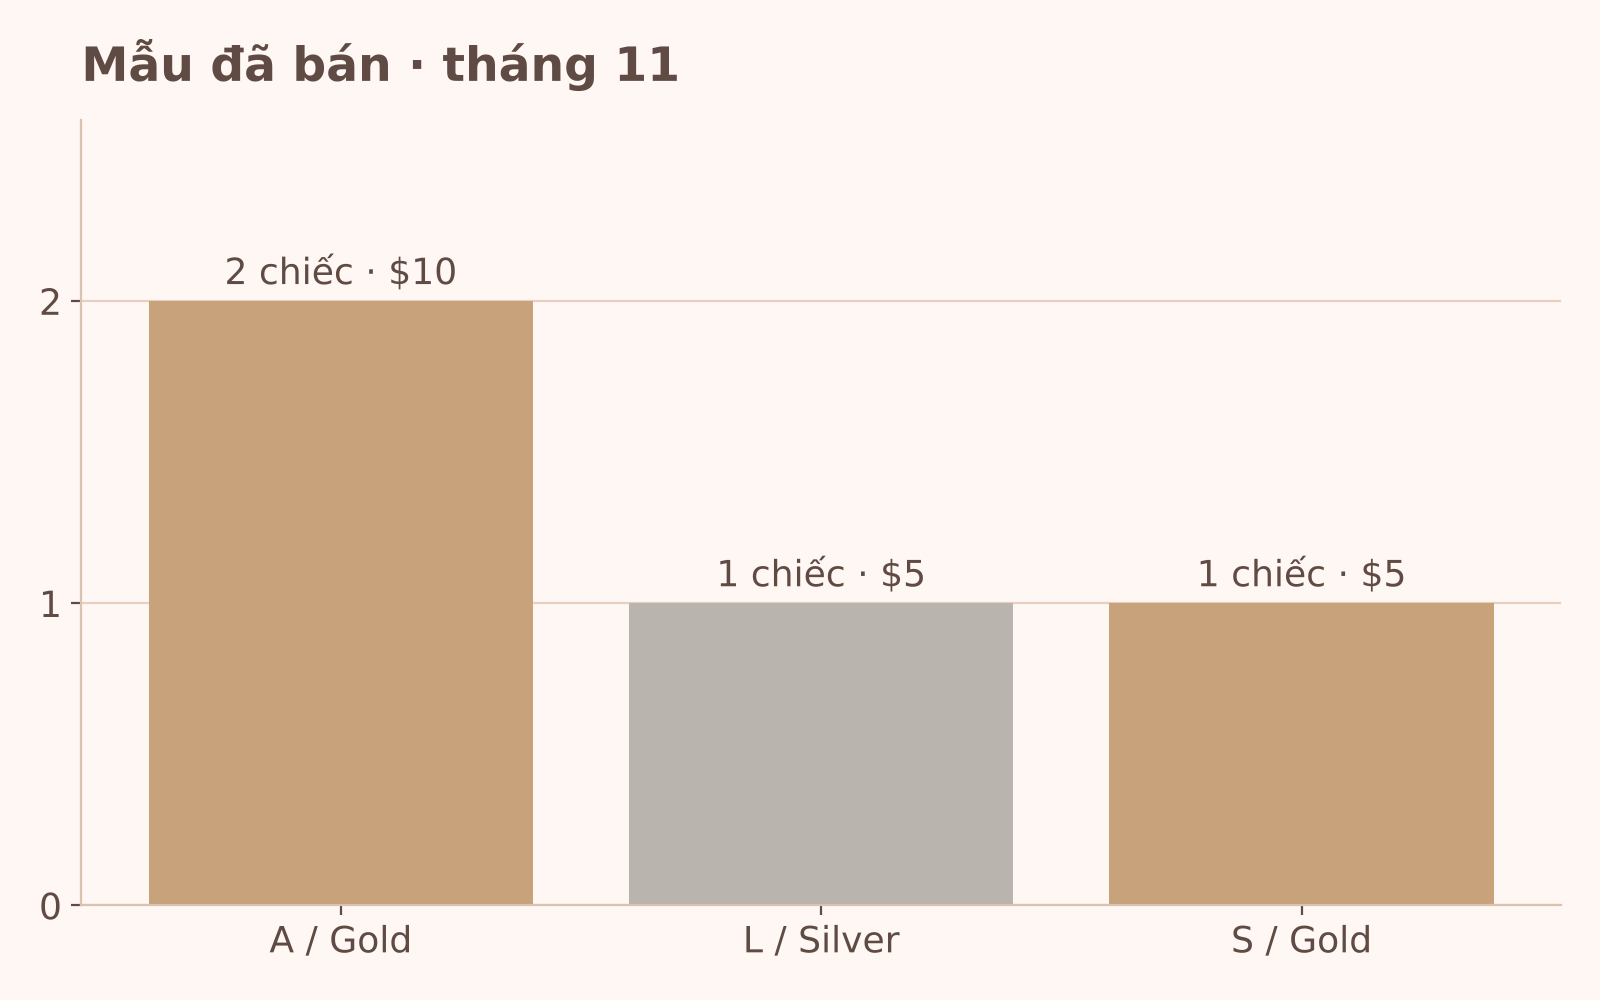 Mẫu đã bán · tháng 11
2 chiếc · $10
2
1 chiếc · $5
1 chiếc · $5
1
0
A / Gold
L / Silver
S / Gold